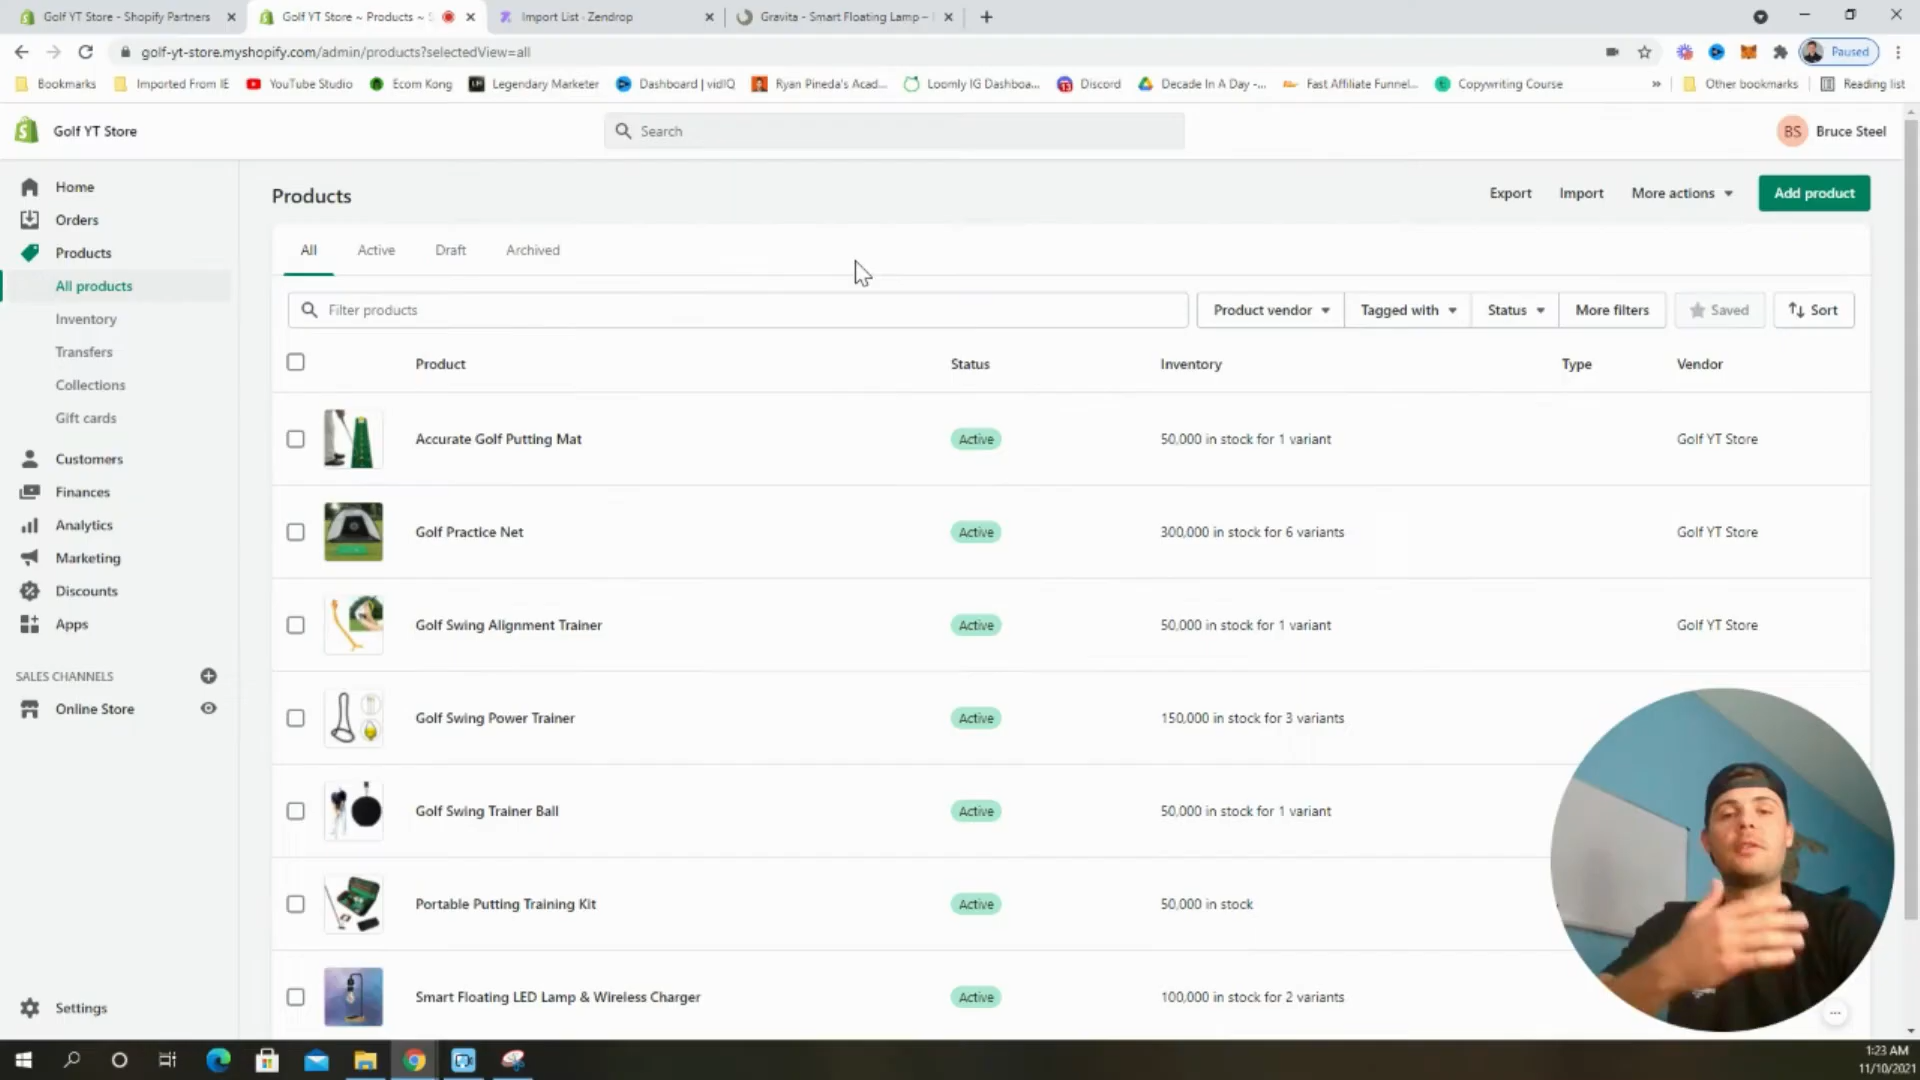 Golf YT Store - Shopify Partners
Golf YT Store ~ Products ~ S
Import List - Zendrop
Gravita - Smart Floating Lamp –
golf-yt-store.myshopify.com/admin/products?selectedView=all
Paused
Bookmarks
Imported From IE
YouTube Studio
Ecom Kong
Legendary Marketer
Dashboard | vidIQ
Ryan Pineda's Acad...
Loomly IG Dashboa...
Discord
Decade In A Day -...
Fast Affiliate Funnel...
Copywriting Course
»
Other bookmarks
Reading list
Golf YT Store
Search
BS
Bruce Steel
Home
Orders
Products
All products
Inventory
Transfers
Collections
Gift cards
Customers
Finances
Analytics
Marketing
Discounts
Apps
SALES CHANNELS
Online Store
Settings
Products
Export
Import
More actions
Add product
All
Active
Draft
Archived
Filter products
Product vendor
Tagged with
Status
More filters
Saved
Sort
Product
Status
Inventory
Type
Vendor
Accurate Golf Putting Mat
Active
50,000 in stock for 1 variant
Golf YT Store
Golf Practice Net
Active
300,000 in stock for 6 variants
Golf YT Store
Golf Swing Alignment Trainer
Active
50,000 in stock for 1 variant
Golf YT Store
Golf Swing Power Trainer
Active
150,000 in stock for 3 variants
Golf Swing Trainer Ball
Active
50,000 in stock for 1 variant
Portable Putting Training Kit
Active
50,000 in stock
Smart Floating LED Lamp & Wireless Charger
Active
100,000 in stock for 2 variants
1:23 AM
11/10/2021